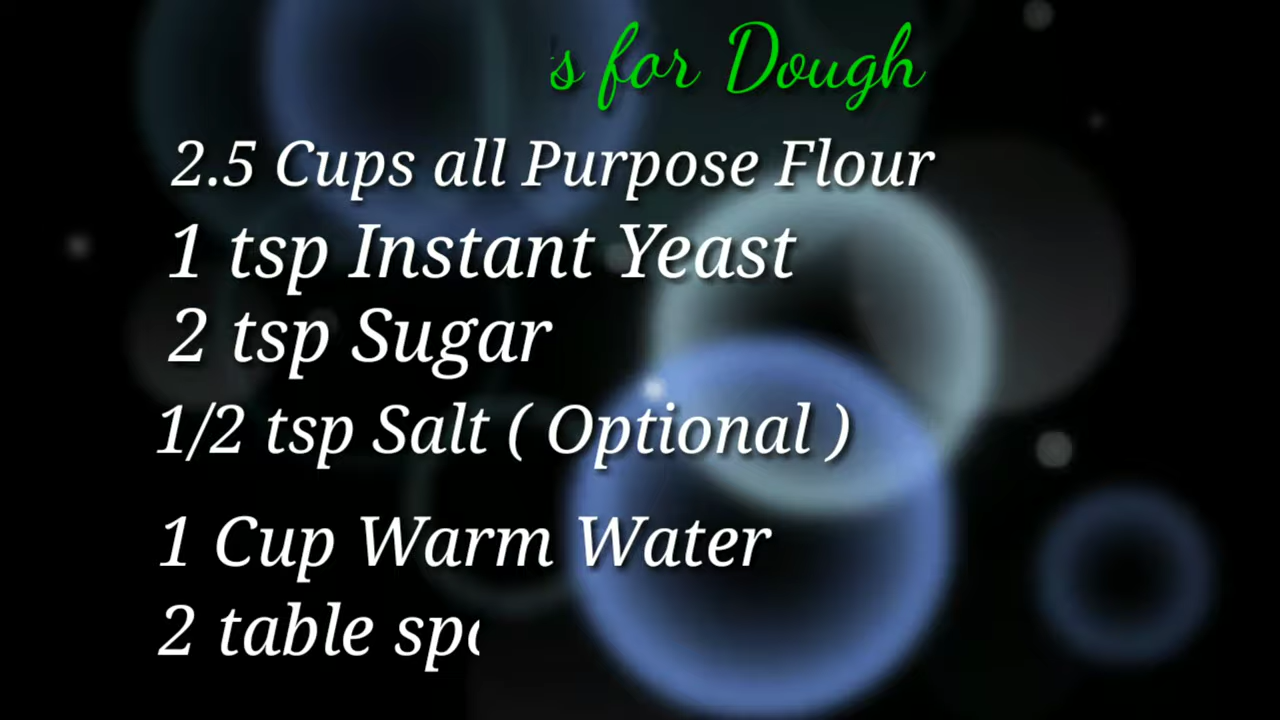 for Dough
2.5 Cups all Purpose Flour
1 tsp Instant Yeast
2 tsp Sugar
1/2 tsp Salt ( Optional )
1 Cup Warm Water
2 table